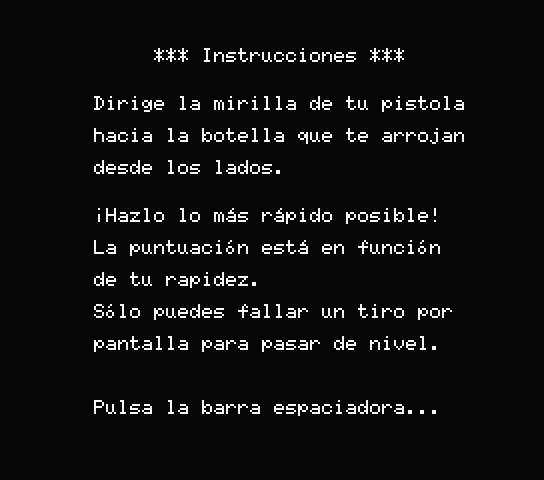 *** Instrucciones ***
Dirige la mirilla de tu pistola
hacia la botella que te arrojan
desde los lados.
¡Hazlo lo más rápido posible!
La puntuación está en función
de tu rapidez.
Sólo puedes fallar un tiro por
pantalla para pasar de nivel.
Pulsa la barra espaciadora...